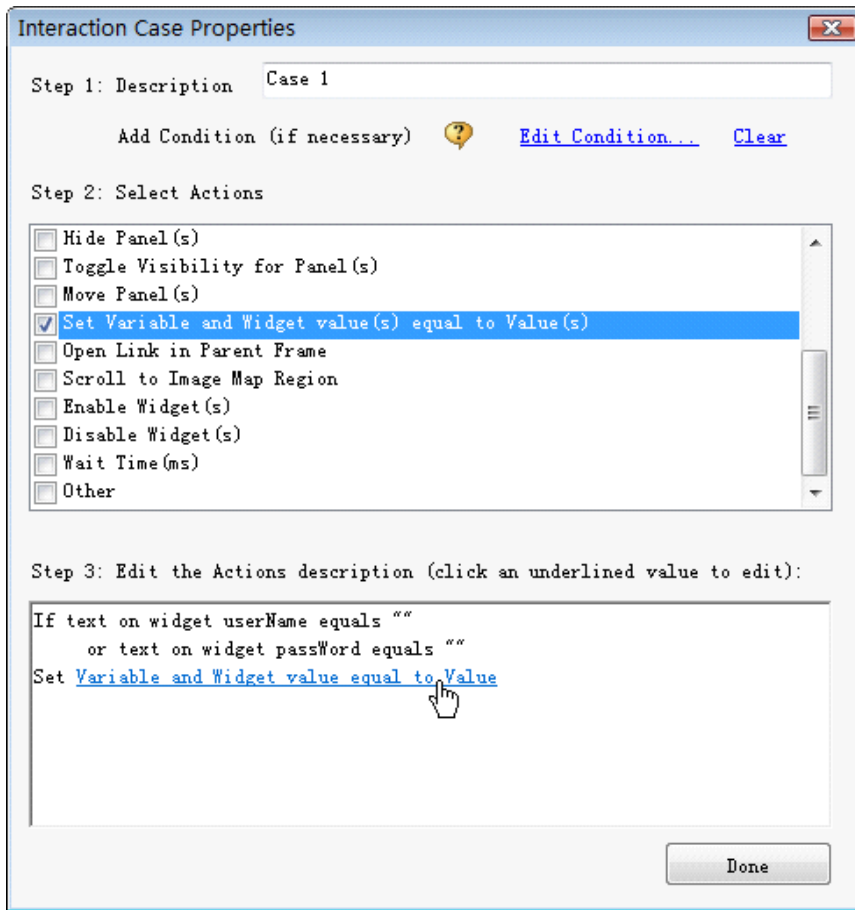 Interaction Case Properties
Step 1: Description Case 1
Add Condition (if necessary) Edit Condition... Clear
Step 2: Select Actions
Hide Panel(s)
Toggle Visibility for Panel(s)
Move Panel(s)
Set Variable and Widget value(s) equal to Value(s)
Open Link in Parent Frame
Scroll to Image Map Region
Enable Widget(s)
Disable Widget(s)
Wait Time(ms)
Other
Step 3: Edit the Actions description (click an underlined value to edit):
If text on widget userName equals ""
or text on widget passWord equals ""
Set Variable and Widget value equal to Value
Done